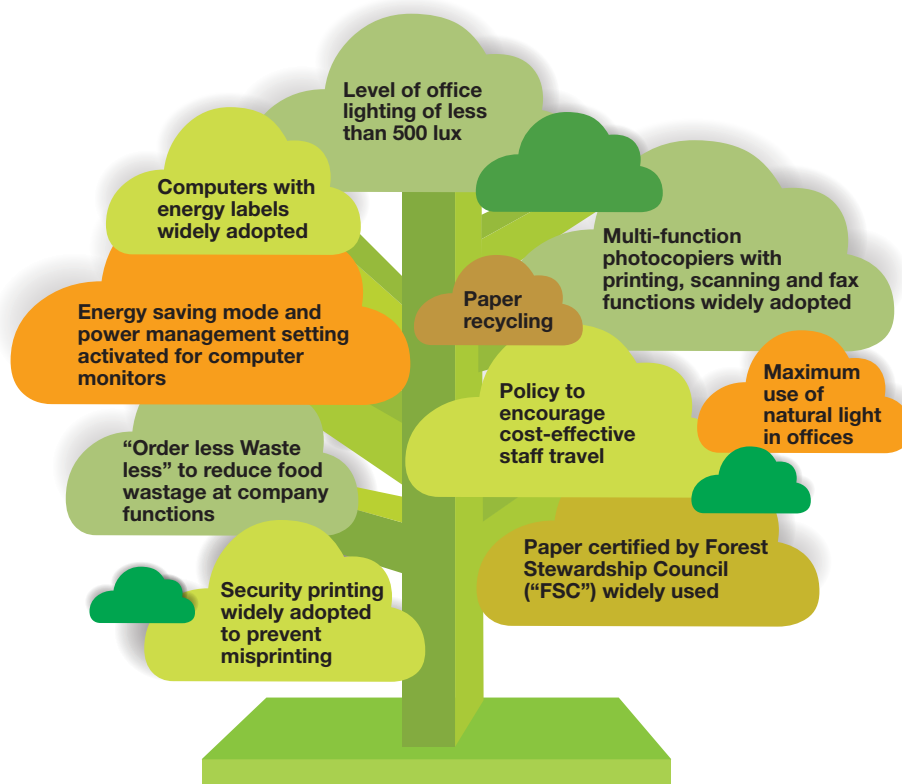 Level of office
lighting of less
than 500 lux
Computers with
energy labels
widely adopted
Multi-function
photocopiers with
printing, scanning and fax
functions widely adopted
Energy saving mode and
power management setting
activated for computer
monitors
Paper
recycling
Maximum
use of
natural light
in offices
Policy to
encourage
cost-effective
staff travel
“Order less Waste
less” to reduce food
wastage at company
functions
Paper certified by Forest
Stewardship Council
(“FSC”) widely used
Security printing
widely adopted
to prevent
misprinting